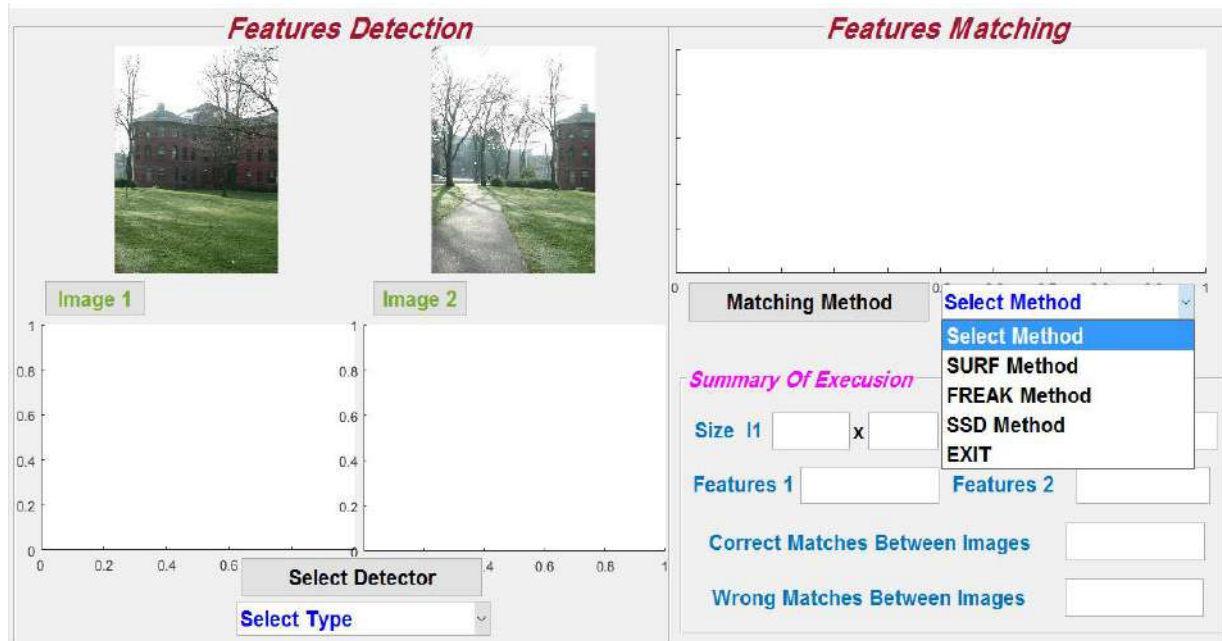 Features Detection
Features Matching
Image 1
Image 2
1
0.8
0.6
0.4
0.2
0
0 0.2 0.4 0.6
1
0.8
0.6
0.4
0.2
0
0.4 0.6 0.8 1
Select Detector
Select Type
0 1
Matching Method
Select Method
Select Method
SURF Method
FREAK Method
SSD Method
EXIT
Summary Of Execusion
Size I1 x
Features 1 Features 2
Correct Matches Between Images
Wrong Matches Between Images